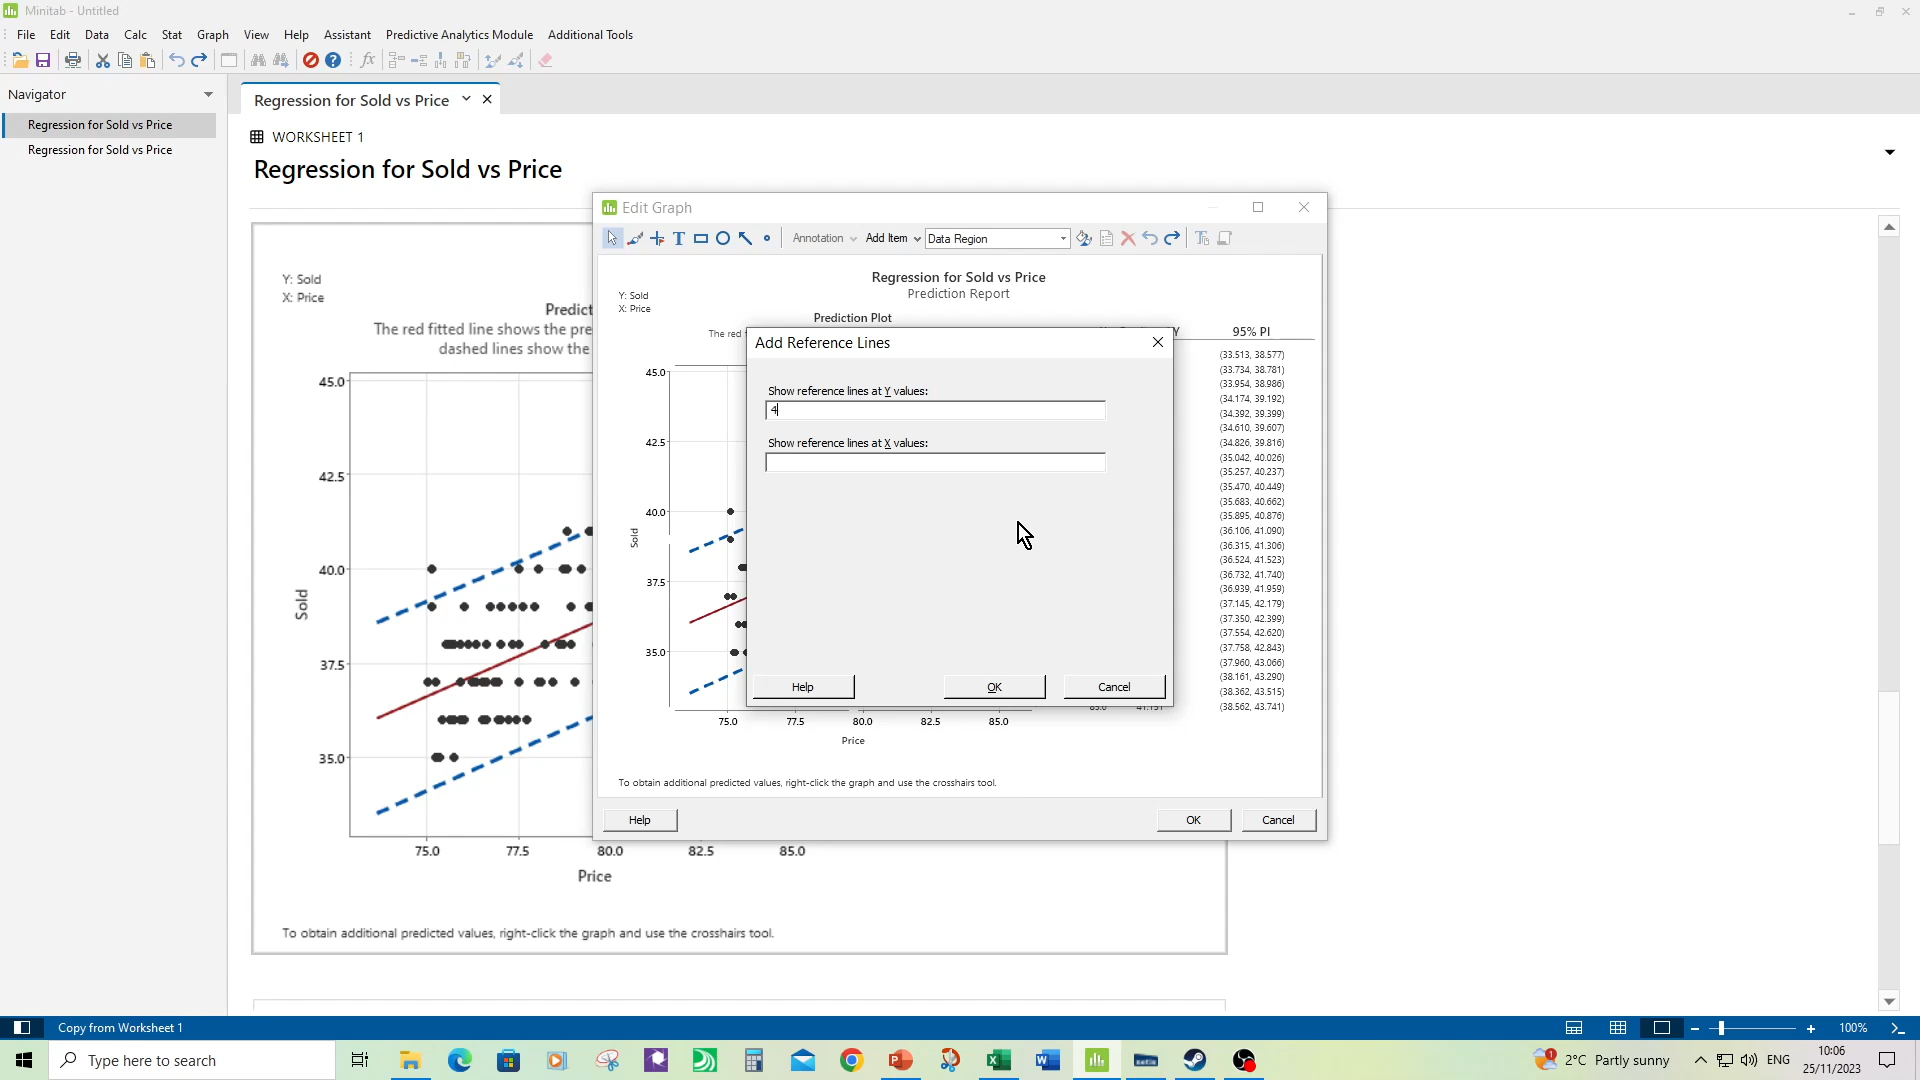 Minitab - Untitled
File Edit Data Calc Stat Graph View Help Assistant Predictive Analytics Module Additional Tools
Navigator
Regression for Sold vs Price
Regression for Sold vs Price
Regression for Sold vs Price
WORKSHEET 1
Regression for Sold vs Price
Y: Sold
X: Price
The red fitted line shows the pre
dashed lines show the
45.0
42.5
40.0
37.5
35.0
Sold
75.0 77.5 80.0 82.5 85.0
Price
To obtain additional predicted values, right-click the graph and use the crosshairs tool.
Edit Graph
Annotation Add Item Data Region
Regression for Sold vs Price
Prediction Report
Y: Sold
X: Price
Prediction Plot
The red
Y 95% PI
45.0
42.5
40.0
37.5
35.0
Sold
75.0 77.5 80.0 82.5 85.0
Price
(33.513, 38.577)
(33.734, 38.781)
(33.954, 38.986)
(34.174, 39.192)
(34.392, 39.399)
(34.610, 39.607)
(34.826, 39.816)
(35.042, 40.026)
(35.257, 40.237)
(35.470, 40.449)
(35.683, 40.662)
(35.895, 40.876)
(36.106, 41.090)
(36.315, 41.306)
(36.524, 41.523)
(36.732, 41.740)
(36.939, 41.959)
(37.145, 42.179)
(37.350, 42.399)
(37.554, 42.620)
(37.758, 42.843)
(37.960, 43.066)
(38.161, 43.290)
(38.362, 43.515)
(38.562, 43.741)
To obtain additional predicted values, right-click the graph and use the crosshairs tool.
Help OK Cancel
Add Reference Lines
Show reference lines at Y values:
4
Show reference lines at X values:
Help OK Cancel
Copy from Worksheet 1
100%
Type here to search
2°C Partly sunny
ENG
10:06
25/11/2023